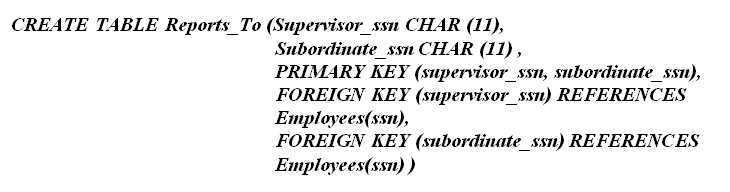 CREATE TABLE Reports_To (Supervisor_ssn CHAR (11),
Subordinate_ssn CHAR (11) ,
PRIMARY KEY (supervisor_ssn, subordinate_ssn),
FOREIGN KEY (supervisor_ssn) REFERENCES
Employees(ssn),
FOREIGN KEY (subordinate_ssn) REFERENCES
Employees(ssn) )